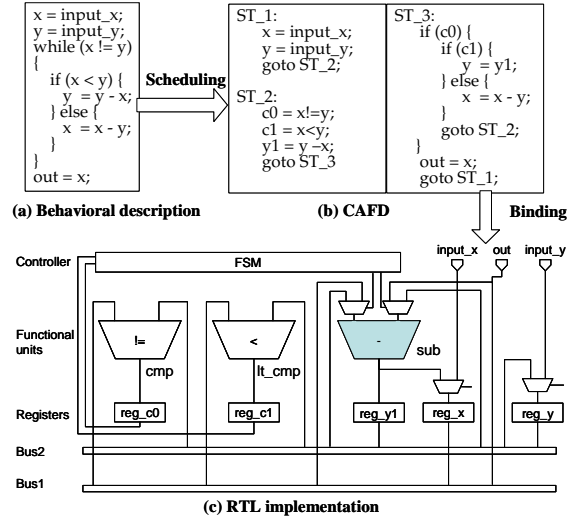 x = input_x;
y = input_y;
while (x != y)
{
if (x < y) {
y = y - x;
} else {
x = x - y;
}
}
out = x;
(a) Behavioral description
Scheduling
ST_1:
x = input_x;
y = input_y;
goto ST_2;
ST_2:
c0 = x!=y;
c1 = x<y;
y1 = y –x;
goto ST_3
ST_3:
if (c0) {
if (c1) {
y = y1;
} else {
x = x - y;
}
goto ST_2;
}
out = x;
goto ST_1;
(b) CAFD
Binding
input_x out input_y
Controller
FSM
Functional units
!=
cmp
<
lt_cmp
-
sub
Registers
reg_c0
reg_c1
reg_y1
reg_x
reg_y
Bus2
Bus1
(c) RTL implementation